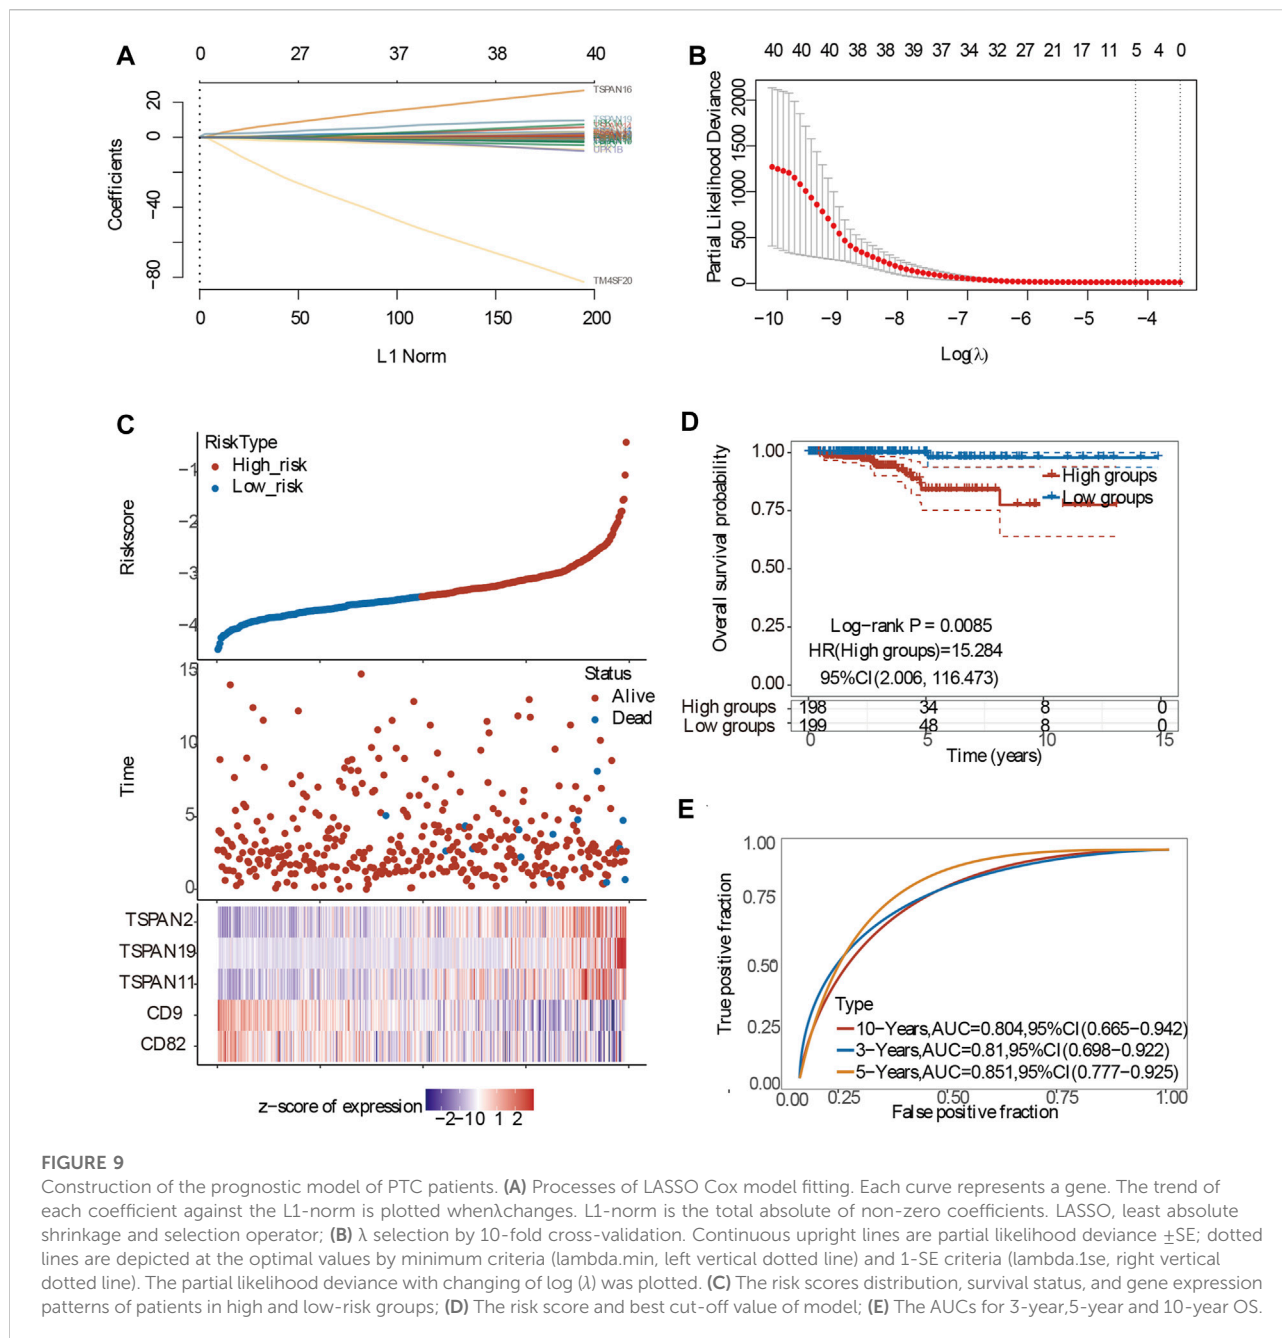 A
0 27 37 38 40
Coefficients
20
0
−40
−80
TSPAN16
TSPAN19
UPK1B
TM4SF20
0 50 100 150 200
L1 Norm
B
40 40 40 38 38 39 37 34 32 27 21 17 11 5 4 0
Partial Likelihood Deviance
2000
1500
1000
500
0
−10 −9 −8 −7 −6 −5 −4
Log(λ)
C
RiskType
High_risk
Low_risk
Riskscore
−1
−2
−3
−4
Status
Alive
Dead
Time
15
10
5
0
TSPAN2
TSPAN19
TSPAN11
CD9
CD82
z−score of expression
−2−10 1 2
D
Overall survival probability
1.00
0.75
0.50
0.25
0.00
High groups
Low groups
Log−rank P = 0.0085
HR(High groups)=15.284
95%CI(2.006, 116.473)
High groups 198 34 8 0
Low groups 199 48 8 0
0 5 10 15
Time (years)
E
True positive fraction
1.00
0.75
0.50
0.25
0.00
Type
10−Years,AUC=0.804,95%CI(0.665−0.942)
3−Years,AUC=0.81,95%CI(0.698−0.922)
5−Years,AUC=0.851,95%CI(0.777−0.925)
0.00 0.25 0.50 0.75 1.00
False positive fraction
FIGURE 9
Construction of the prognostic model of PTC patients. (A) Processes of LASSO Cox model fitting. Each curve represents a gene. The trend of
each coefficient against the L1-norm is plotted whenλchanges. L1-norm is the total absolute of non-zero coefficients. LASSO, least absolute
shrinkage and selection operator; (B) λ selection by 10-fold cross-validation. Continuous upright lines are partial likelihood deviance ±SE; dotted
lines are depicted at the optimal values by minimum criteria (lambda.min, left vertical dotted line) and 1-SE criteria (lambda.1se, right vertical
dotted line). The partial likelihood deviance with changing of log (λ) was plotted. (C) The risk scores distribution, survival status, and gene expression
patterns of patients in high and low-risk groups; (D) The risk score and best cut-off value of model; (E) The AUCs for 3-year,5-year and 10-year OS.